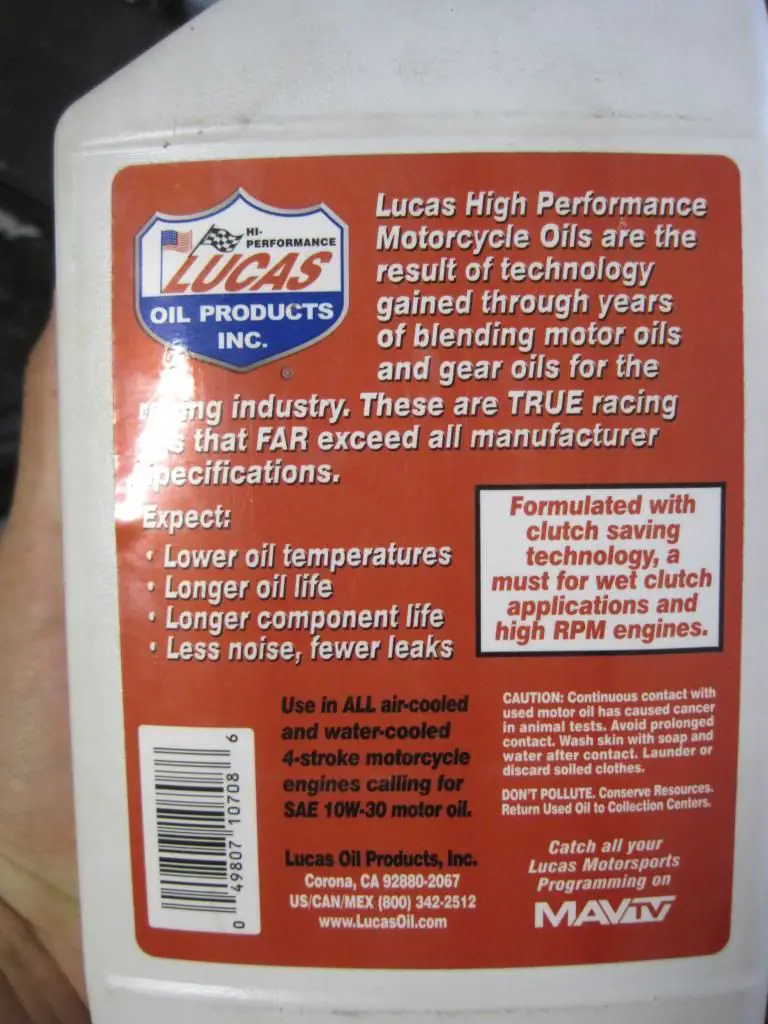 HI-
PERFORMANCE
LUCAS
OIL PRODUCTS
INC.
®
Lucas High Performance
Motorcycle Oils are the
result of technology
gained through years
of blending motor oils
and gear oils for the
industry. These are TRUE racing
that FAR exceed all manufacturer
specifications.
Expect:
• Lower oil temperatures
• Longer oil life
• Longer component life
• Less noise, fewer leaks
Formulated with
clutch saving
technology, a
must for wet clutch
applications and
high RPM engines.
Use in ALL air-cooled
and water-cooled
4-stroke motorcycle
engines calling for
SAE 10W-30 motor oil.
Lucas Oil Products, Inc.
Corona, CA 92880-2067
US/CAN/MEX (800) 342-2512
www.LucasOil.com
CAUTION: Continuous contact with
used motor oil has caused cancer
in animal tests. Avoid prolonged
contact. Wash skin with soap and
water after contact. Launder or
discard soiled clothes.
DON'T POLLUTE. Conserve Resources.
Return Used Oil to Collection Centers.
Catch all your
Lucas Motorsports
Programming on
MAVTV
0 49807 10708 6